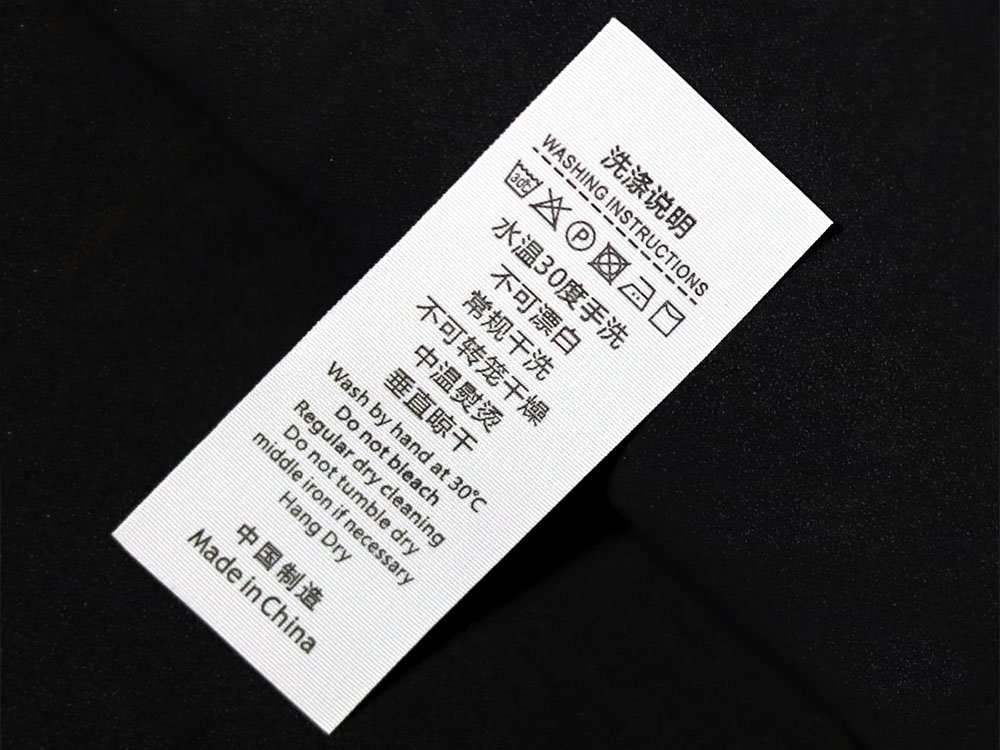 洗涤说明
WASHING INSTRUCTIONS
30℃ P
水温30度手洗
不可漂白
常规干洗
不可转笼干燥
中温熨烫
垂直晾干
Wash by hand at 30℃
Do not bleach
Regular dry cleaning
Do not tumble dry
middle iron if necessary
Hang Dry
中国制造
Made in China